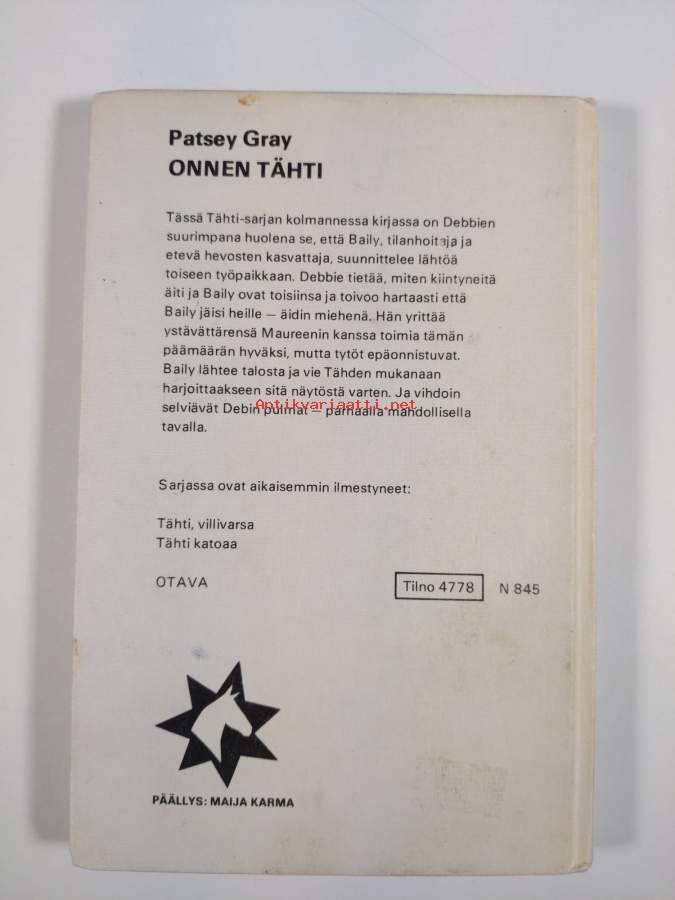 Patsey Gray
ONNEN TÄHTI
Tässä Tähti-sarjan kolmannessa kirjassa on Debbien
suurimpana huolena se, että Baily, tilanhoitaja ja
etevä hevosten kasvattaja, suunnittelee lähtöä
toiseen työpaikkaan. Debbie tietää, miten kiintyneitä
äiti ja Baily ovat toisiinsa ja toivoo hartaasti että
Baily jäisi heille — äidin miehenä. Hän yrittää
ystävättärensä Maureenin kanssa toimia tämän
päämäärän hyväksi, mutta tytöt epäonnistuvat.
Baily lähtee talosta ja vie Tähden mukanaan
harjoittaakseen sitä näytöstä varten. Ja vihdoin
selviävät Debin pulmat — parhaalla mahdollisella
Antikvariaatti.net
tavalla.
Sarjassa ovat aikaisemmin ilmestyneet:
Tähti, villivarsa
Tähti katoaa
OTAVA
Tilno 4778 N 845
PÄÄLLYS: MAIJA KARMA